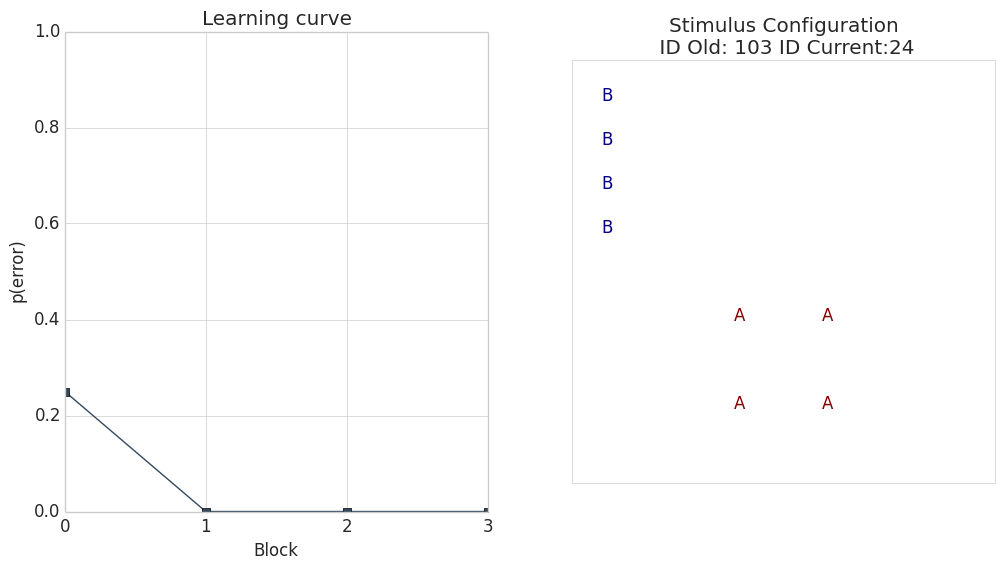 Learning curve
1.0
0.8
0.6
0.4
0.2
0.0
p(error)
0 1 2 3
Block
Stimulus Configuration
ID Old: 103 ID Current:24
B
B
B
B
A A
A A